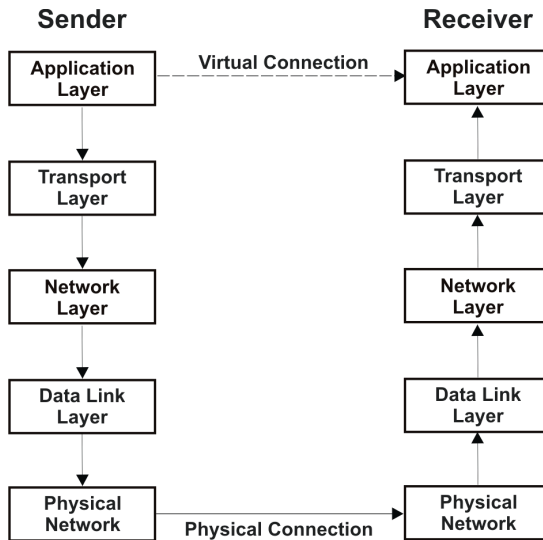 Sender
Receiver
Application
Layer
Virtual Connection
Application
Layer
Transport
Layer
Transport
Layer
Network
Layer
Network
Layer
Data Link
Layer
Data Link
Layer
Physical
Network
Physical Connection
Physical
Network